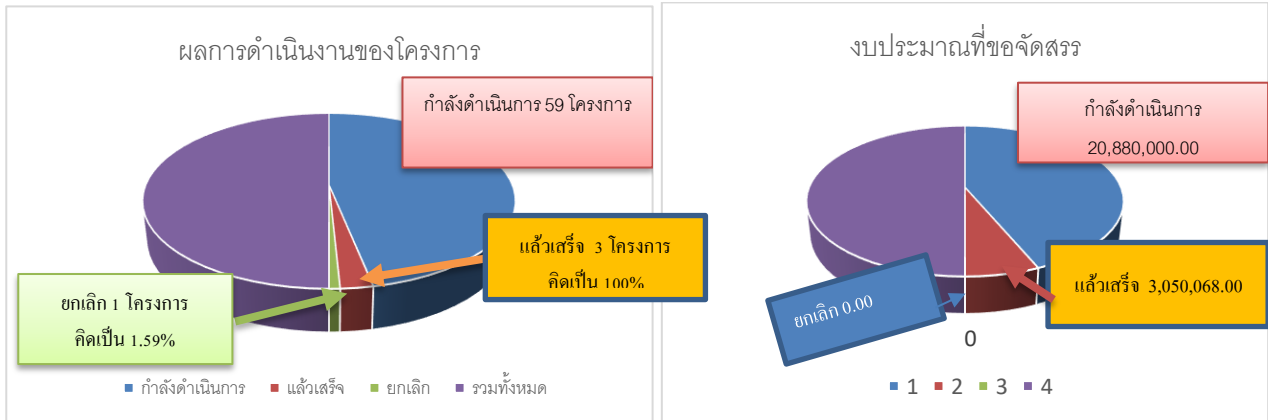 ผลการดำเนินงานของโครงการ
กำลังดำเนินการ 59 โครงการ
แล้วเสร็จ 3 โครงการ
คิดเป็น 100%
ยกเลิก 1 โครงการ
คิดเป็น 1.59%
กำลังดำเนินการ แล้วเสร็จ ยกเลิก รวมทั้งหมด
งบประมาณที่ขอจัดสรร
กำลังดำเนินการ
20,880,000.00
แล้วเสร็จ 3,050,068.00
ยกเลิก 0.00
0
1 2 3 4